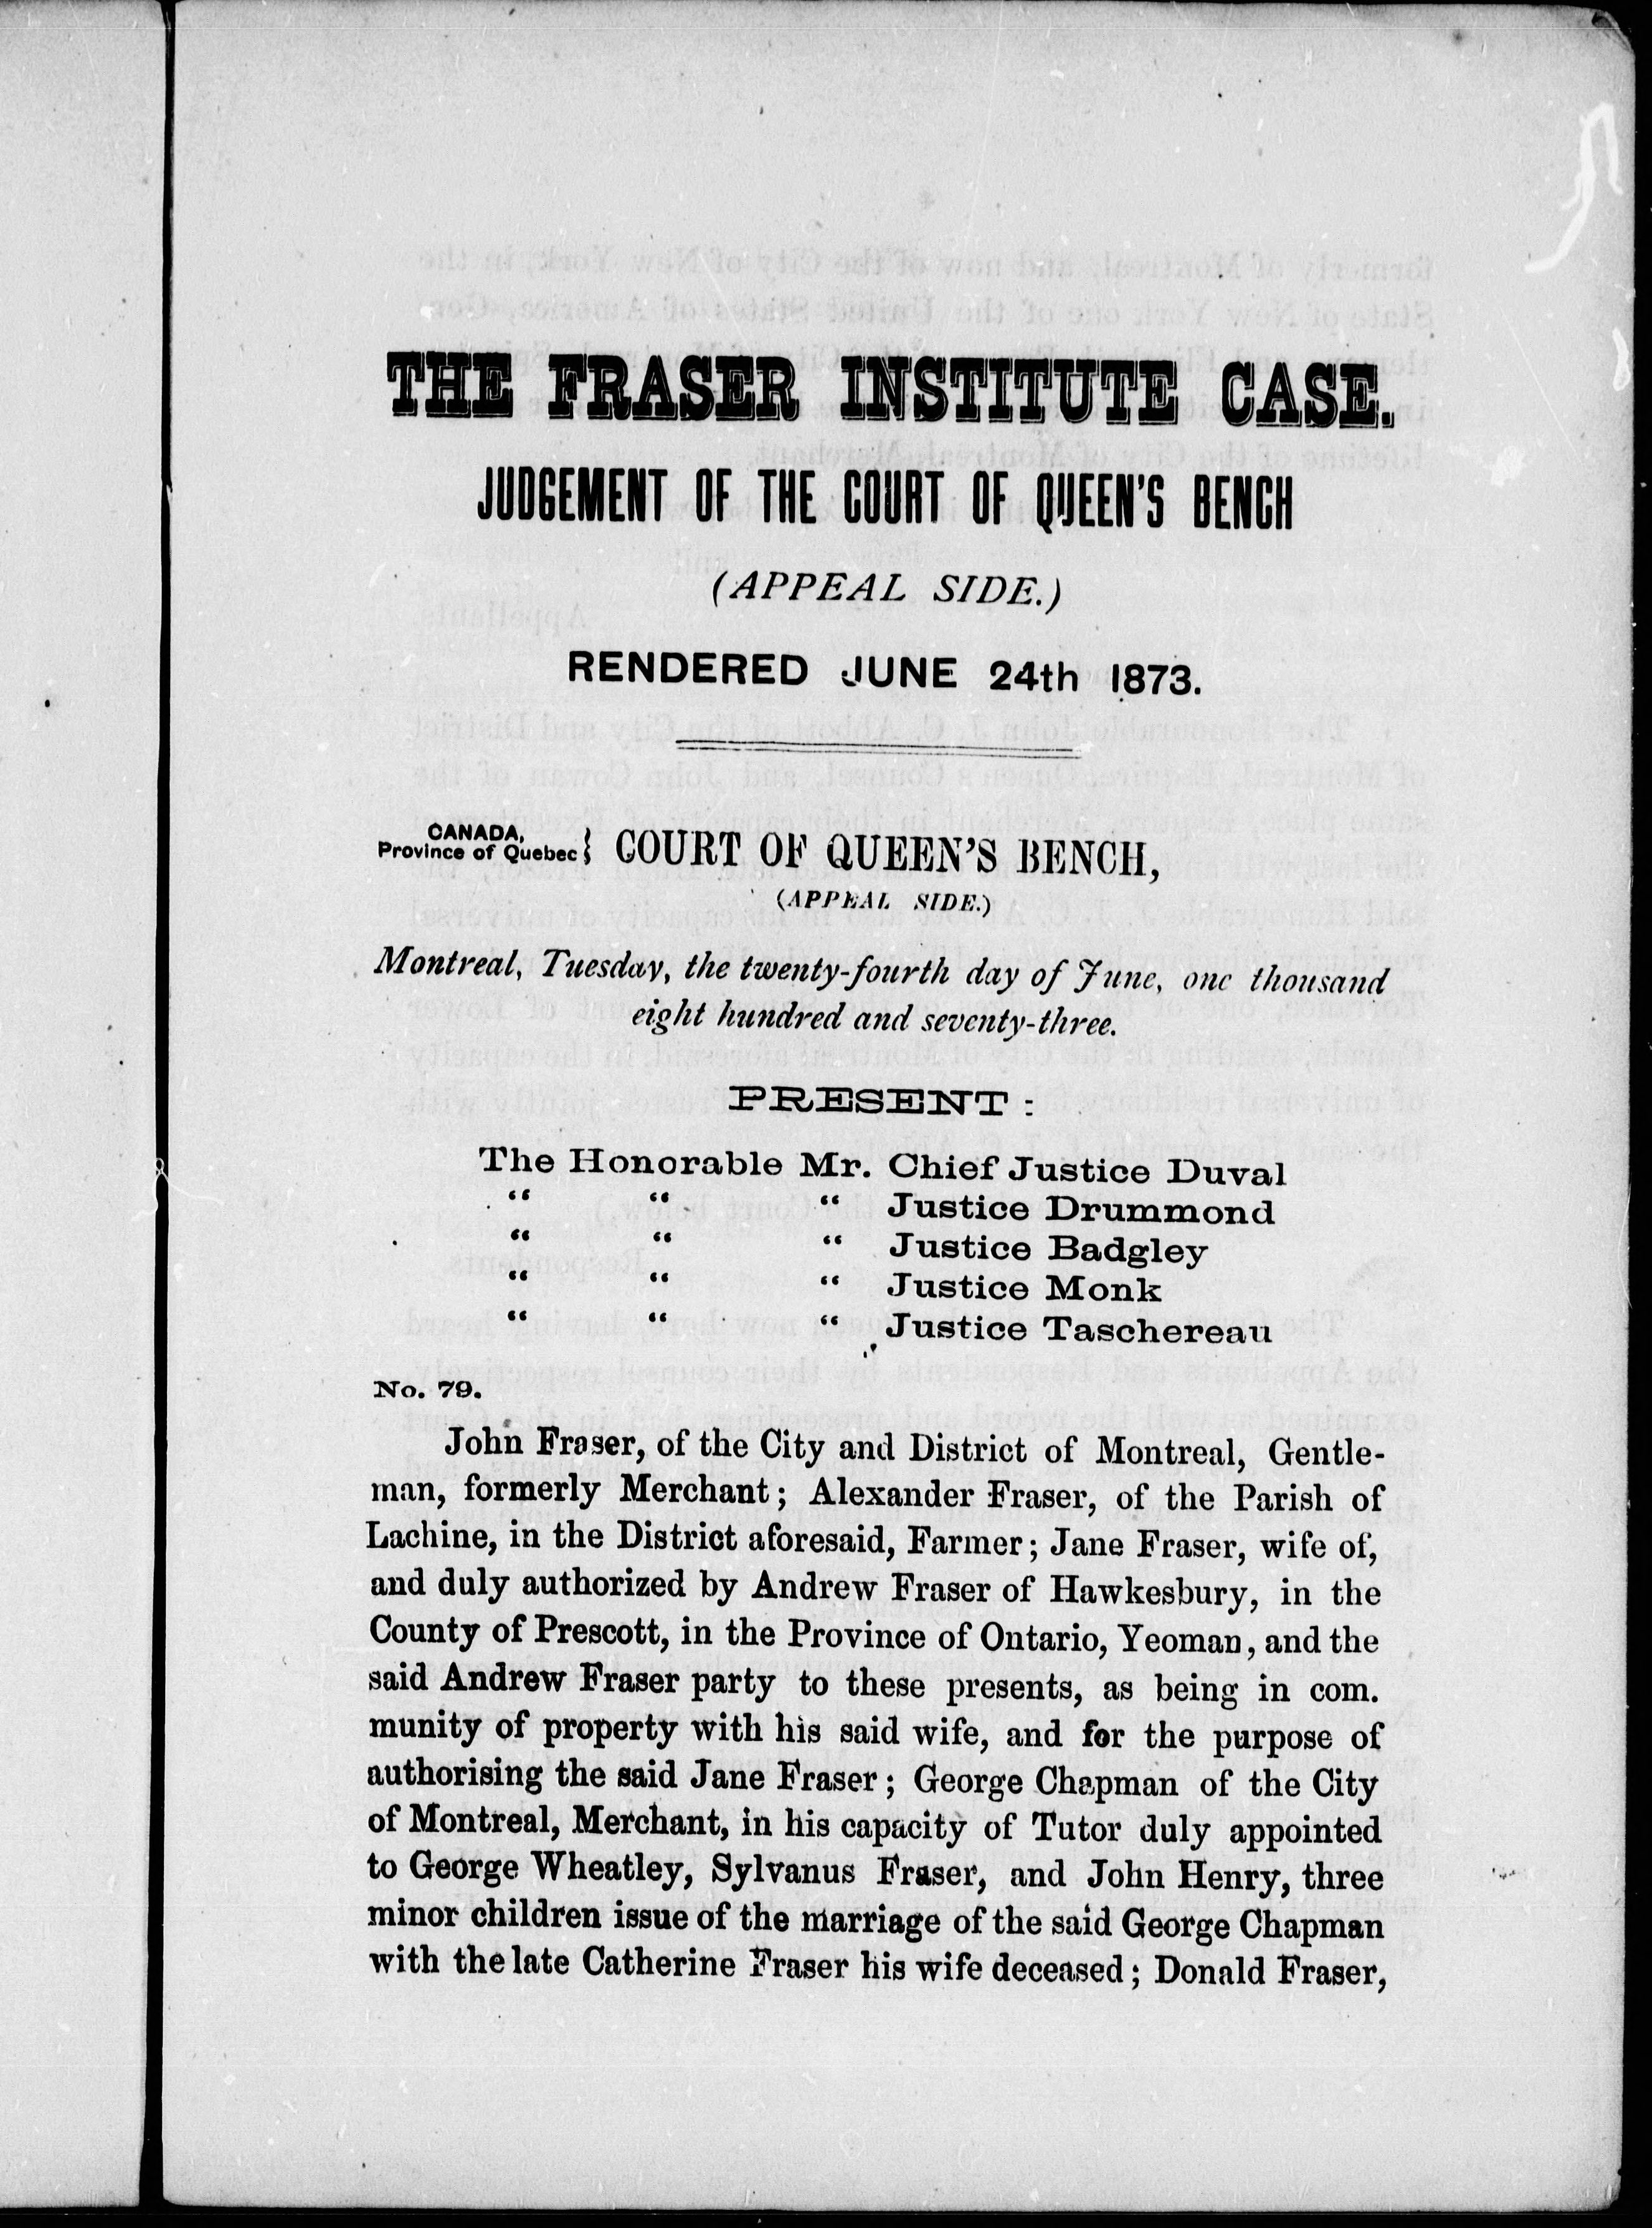 THE FRASER INSTITUTE CASE.
JUDGEMENT OF THE COURT OF QUEEN'S BENCH
(APPEAL SIDE.)
RENDERED JUNE 24th 1873.
CANADA,
Province of Quebec } COURT OF QUEEN'S BENCH,
(APPEAL SIDE.)
Montreal, Tuesday, the twenty-fourth day of June, one thousand
eight hundred and seventy-three.
PRESENT:
The Honorable Mr. Chief Justice Duval
“ “ “ Justice Drummond
“ “ “ Justice Badgley
“ “ “ Justice Monk
“ “ “ Justice Taschereau
No. 79.
John Fraser, of the City and District of Montreal, Gentle-
man, formerly Merchant; Alexander Fraser, of the Parish of
Lachine, in the District aforesaid, Farmer; Jane Fraser, wife of,
and duly authorized by Andrew Fraser of Hawkesbury, in the
County of Prescott, in the Province of Ontario, Yeoman, and the
said Andrew Fraser party to these presents, as being in com.
munity of property with his said wife, and for the purpose of
authorising the said Jane Fraser; George Chapman of the City
of Montreal, Merchant, in his capacity of Tutor duly appointed
to George Wheatley, Sylvanus Fraser, and John Henry, three
minor children issue of the marriage of the said George Chapman
with the late Catherine Fraser his wife deceased; Donald Fraser,